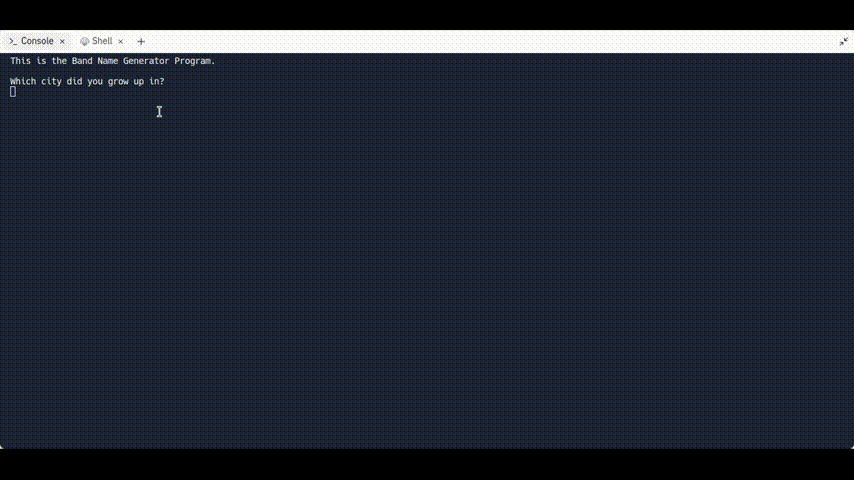 Console × Shell × +
This is the Band Name Generator Program.
Which city did you grow up in?